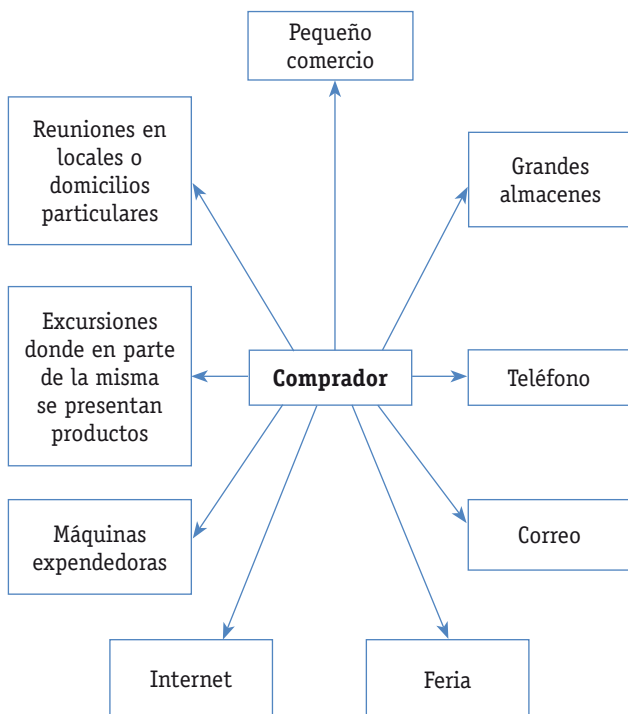 Pequeño
comercio
Reuniones en
locales o
domicilios
particulares
Grandes
almacenes
Excursiones
donde en parte
de la misma
se presentan
productos
Comprador
Teléfono
Máquinas
expendedoras
Correo
Internet
Feria